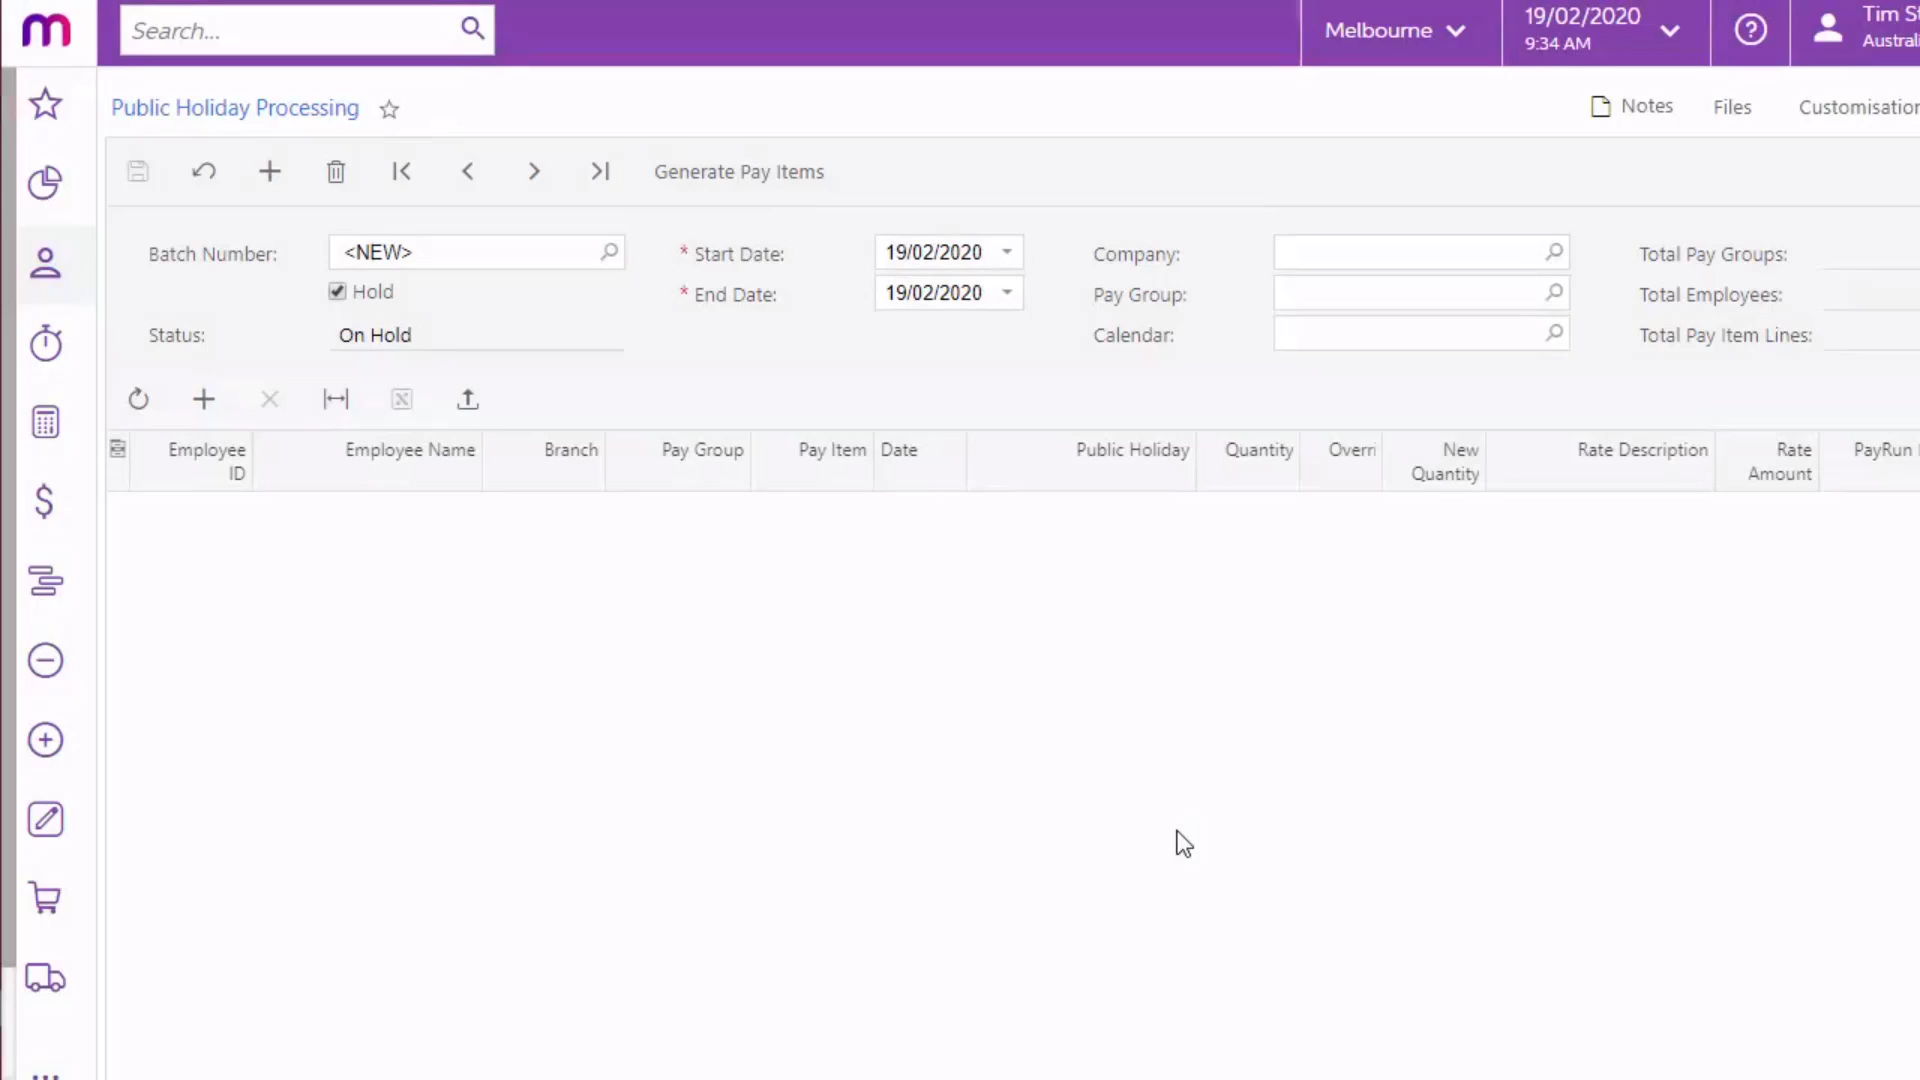 m
Search...
Melbourne
19/02/2020
9:34 AM
Tim St
Australi
Public Holiday Processing
Notes
Files
Customisation
Generate Pay Items
Batch Number:
<NEW>
* Start Date:
19/02/2020
Company:
Total Pay Groups:
Hold
* End Date:
19/02/2020
Pay Group:
Total Employees:
Status:
On Hold
Calendar:
Total Pay Item Lines:
Employee
ID
Employee Name
Branch
Pay Group
Pay Item
Date
Public Holiday
Quantity
Overri
New
Quantity
Rate Description
Rate
Amount
PayRun